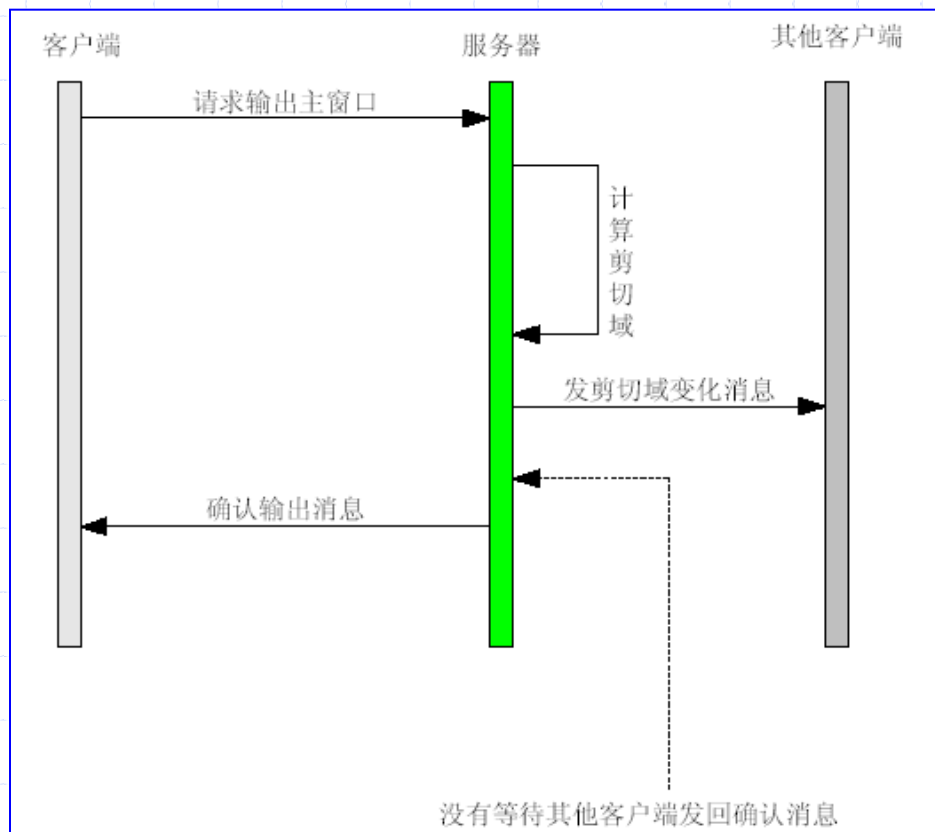 客户端
服务器
其他客户端
请求输出主窗口
计算剪切域
发剪切域变化消息
确认输出消息
没有等待其他客户端发回确认消息